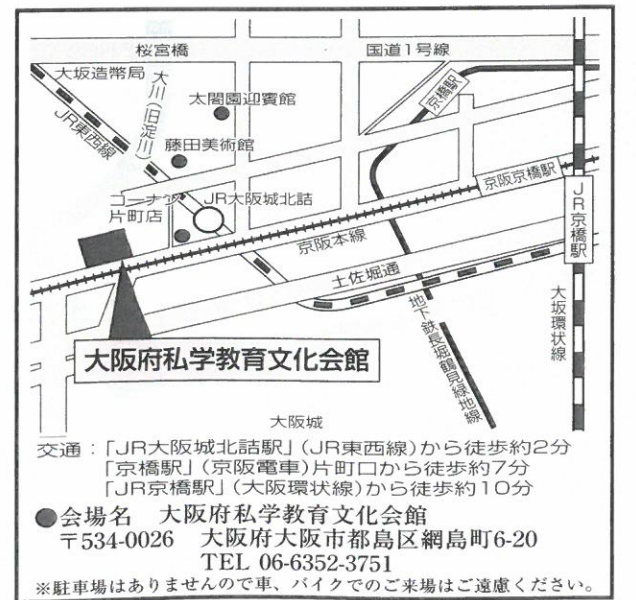 桜宮橋
国道1号線
大坂造幣局
大川(旧淀川)
太閤園迎賓館
京橋駅
JR東西線
藤田美術館
京阪京橋駅
コーナン
片町店
JR大阪城北詰
JR京橋駅
京阪本線
土佐堀通
大坂環状線
地下鉄長堀鶴見緑地線
大阪府私学教育文化会館
大阪城
交通:「JR大阪城北詰駅」(JR東西線)から徒歩約2分
「京橋駅」(京阪電車)片町口から徒歩約7分
「JR京橋駅」(大阪環状線)から徒歩約10分
●会場名 大阪府私学教育文化会館
〒534-0026 大阪府大阪市都島区網島町6-20
TEL 06-6352-3751
※駐車場はありませんので車、バイクでのご来場はご遠慮ください。